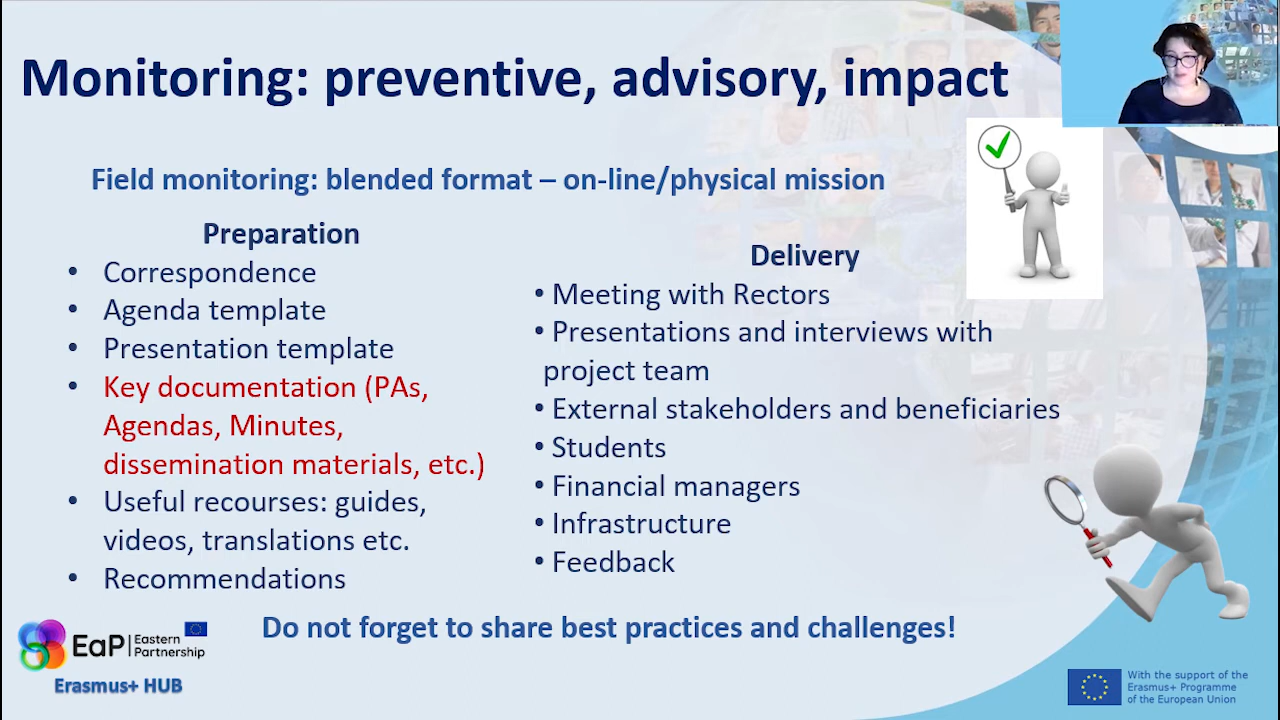 Monitoring: preventive, advisory, impact
Field monitoring: blended format – on-line/physical mission
Preparation
• Correspondence
• Agenda template
• Presentation template
• Key documentation (PAs,
Agendas, Minutes,
dissemination materials, etc.)
• Useful recourses: guides,
videos, translations etc.
• Recommendations
Delivery
• Meeting with Rectors
• Presentations and interviews with
project team
• External stakeholders and beneficiaries
• Students
• Financial managers
• Infrastructure
• Feedback
Do not forget to share best practices and challenges!
EaP
Eastern
Partnership
Erasmus+ HUB
With the support of the
Erasmus+ Programme
of the European Union